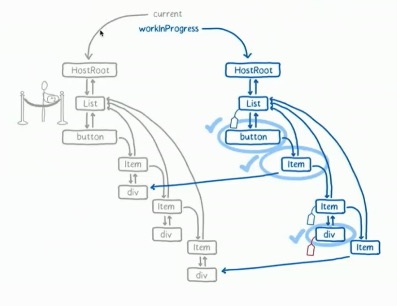 current
workInProgress
HostRoot
HostRoot
List
List
button
button
Item
Item
div
Item
Item
div
div
Item
Item
div